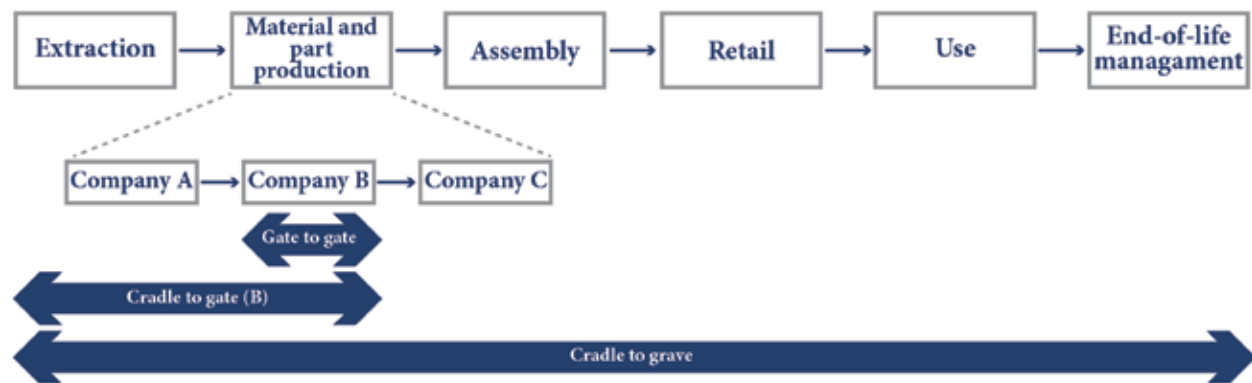 Extraction
Material and
part
production
Assembly
Retail
Use
End-of-life
managament
Company A
Company B
Company C
Gate to gate
Cradle to gate (B)
Cradle to grave